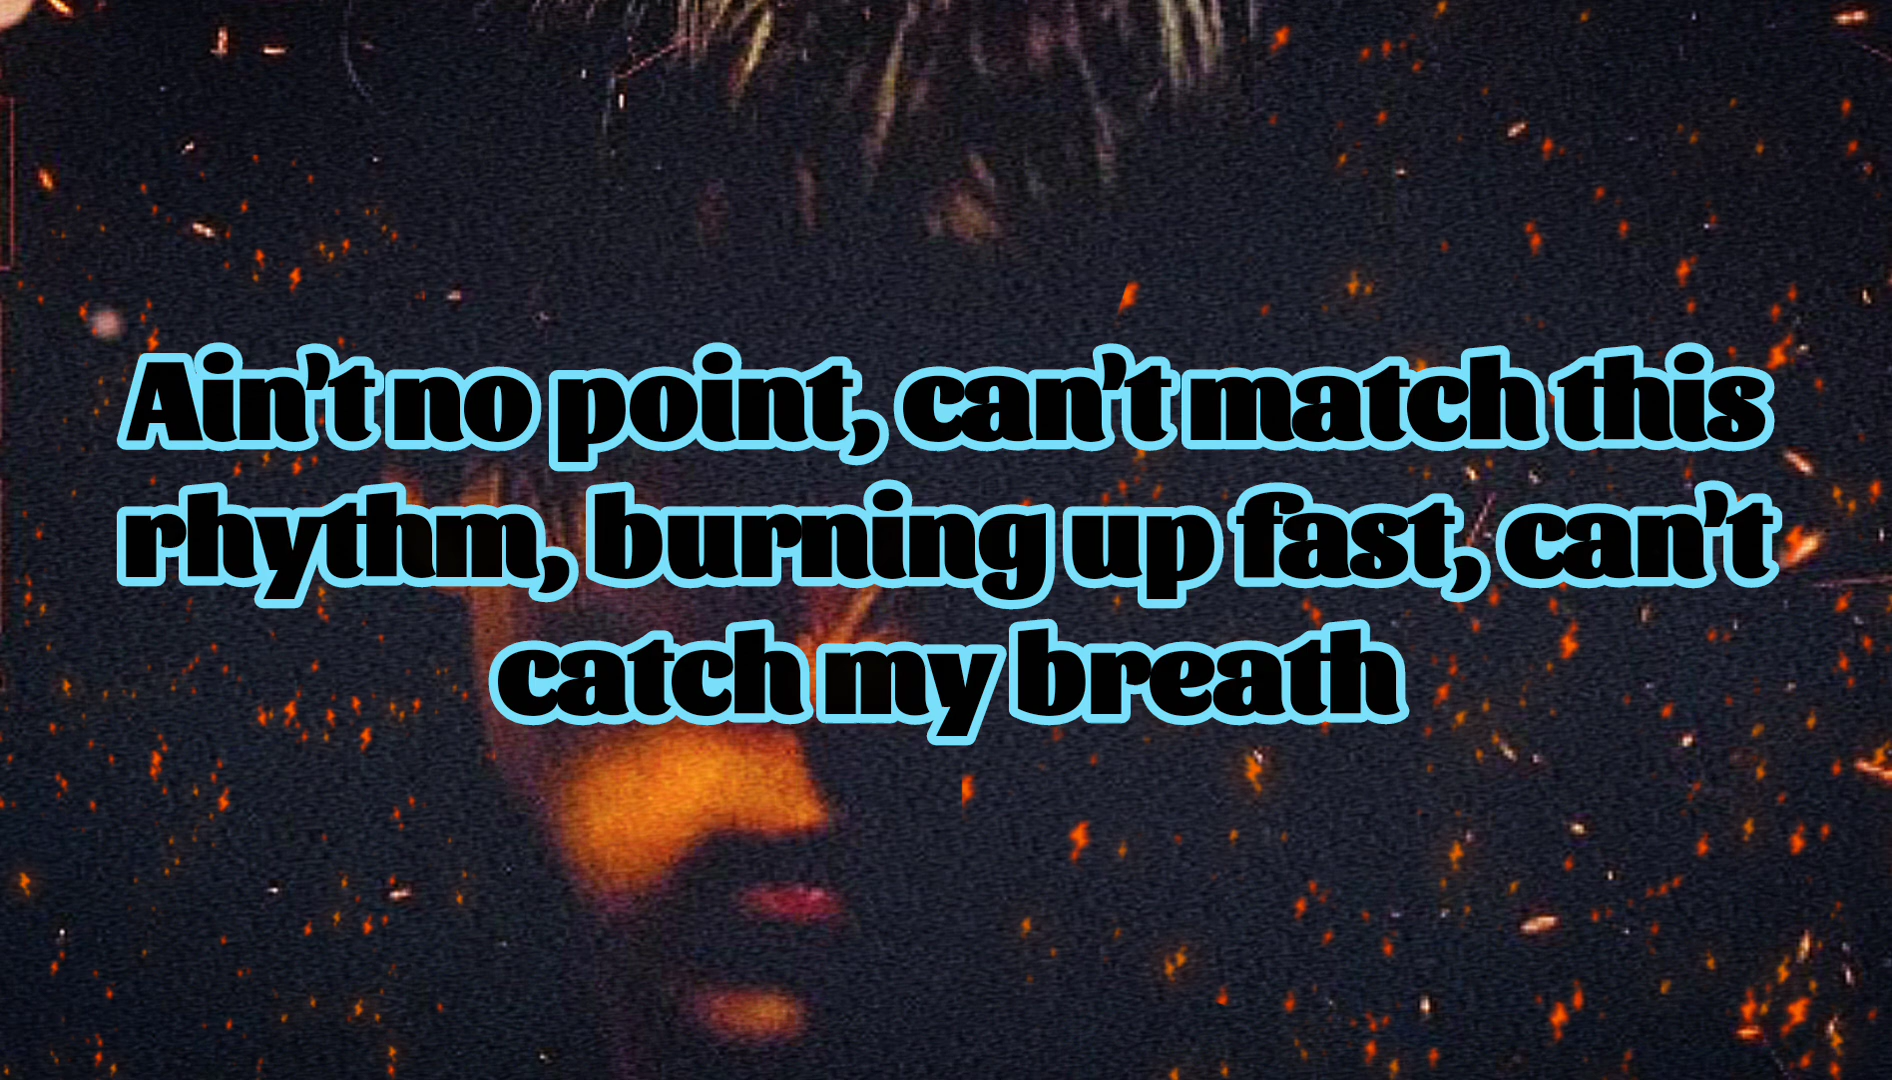 Ain't no point, can't match this
rhythm, burning up fast, can't
catch my breath